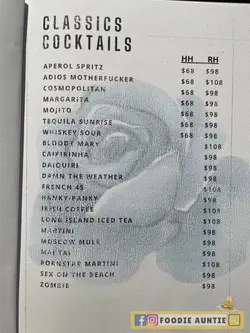 CLASSICS
COCKTAILS
HH RH
APEROL SPRITZ $68 $98
ADIOS MOTHERFUCKER $68 $108
COSMOPOLITAN $68 $98
MARGARITA $68 $98
MOJITO $68 $98
TEQUILA SUNRISE $68 $98
WHISKEY SOUR $68 $98
BLOODY MARY $108
CAIPIRINHA $98
DAIQUIRI $98
DAMN THE WEATHER $98
FRENCH 45 $108
HANKY-PANKY $98
IRISH COFFEE $108
LONG ISLAND ICED TEA $108
MARTINI $98
MOSCOW MULE $98
MAI TAI $98
PORNSTAR MARTINI $108
SEX ON THE BEACH $98
ZOMBIE $98
FOODIE AUNTIE